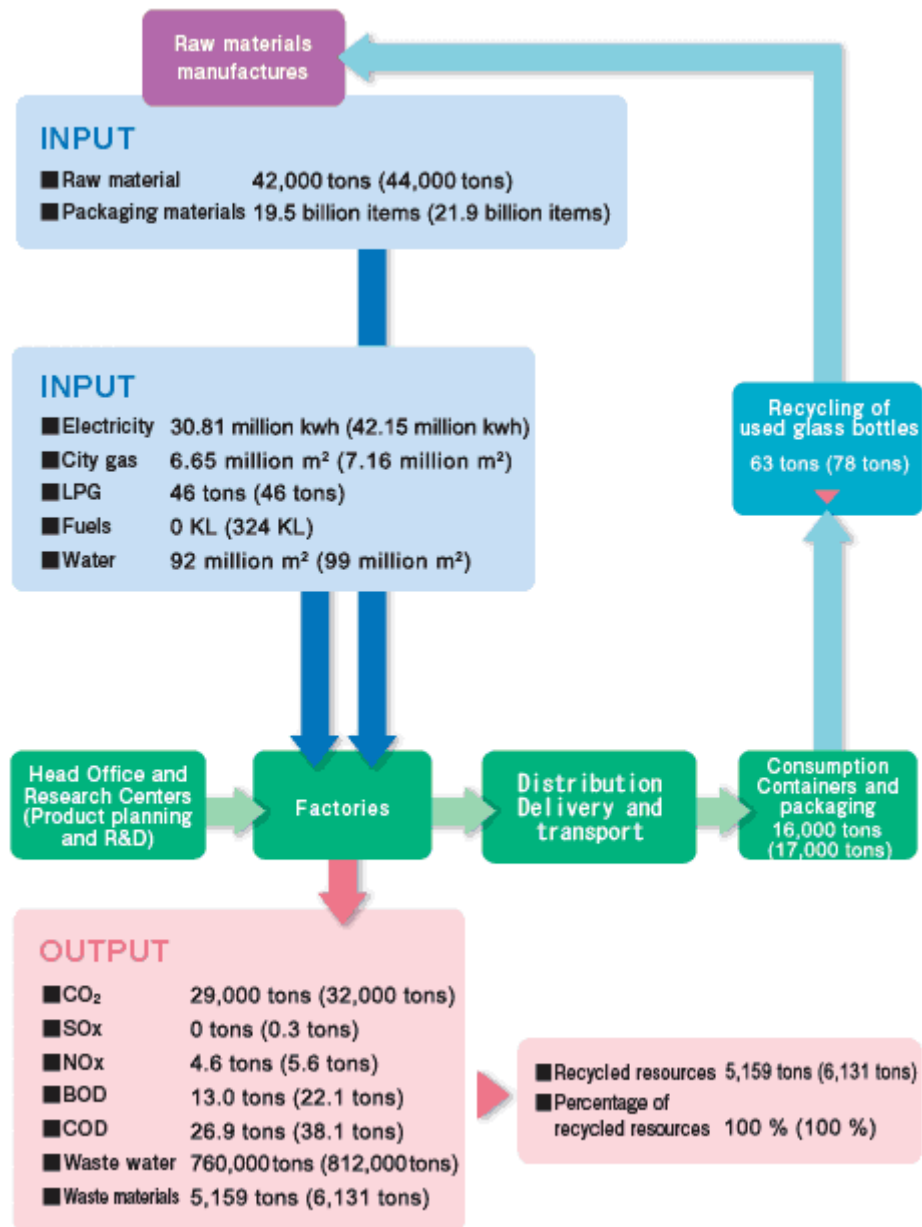 Raw materials
manufactures
INPUT
■Raw material 42,000 tons (44,000 tons)
■Packaging materials 19.5 billion items (21.9 billion items)
INPUT
■Electricity 30.81 million kwh (42.15 million kwh)
■City gas 6.65 million m² (7.16 million m²)
■LPG 46 tons (46 tons)
■Fuels 0 KL (324 KL)
■Water 92 million m² (99 million m²)
Recycling of
used glass bottles
63 tons (78 tons)
Head Office and
Research Centers
(Product planning
and R&D)
Factories
Distribution
Delivery and
transport
Consumption
Containers and
packaging
16,000 tons
(17,000 tons)
OUTPUT
■CO₂ 29,000 tons (32,000 tons)
■SOx 0 tons (0.3 tons)
■NOx 4.6 tons (5.6 tons)
■BOD 13.0 tons (22.1 tons)
■COD 26.9 tons (38.1 tons)
■Waste water 760,000tons (812,000tons)
■Waste materials 5,159 tons (6,131 tons)
■Recycled resources 5,159 tons (6,131 tons)
■Percentage of
recycled resources 100 % (100 %)